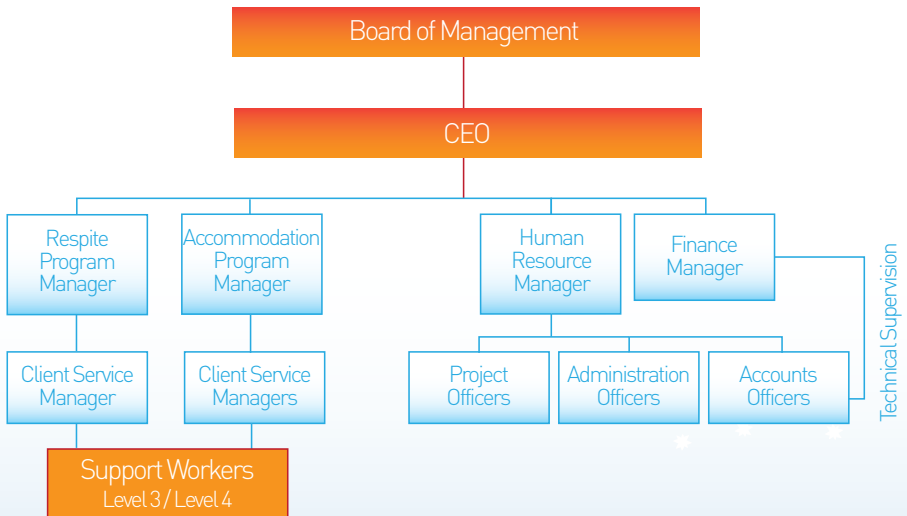 Board of Management
CEO
Respite
Program
Manager
Accommodation
Program
Manager
Human
Resource
Manager
Finance
Manager
Technical Supervision
Client Service
Manager
Client Service
Managers
Project
Officers
Administration
Officers
Accounts
Officers
Support Workers
Level 3 / Level 4